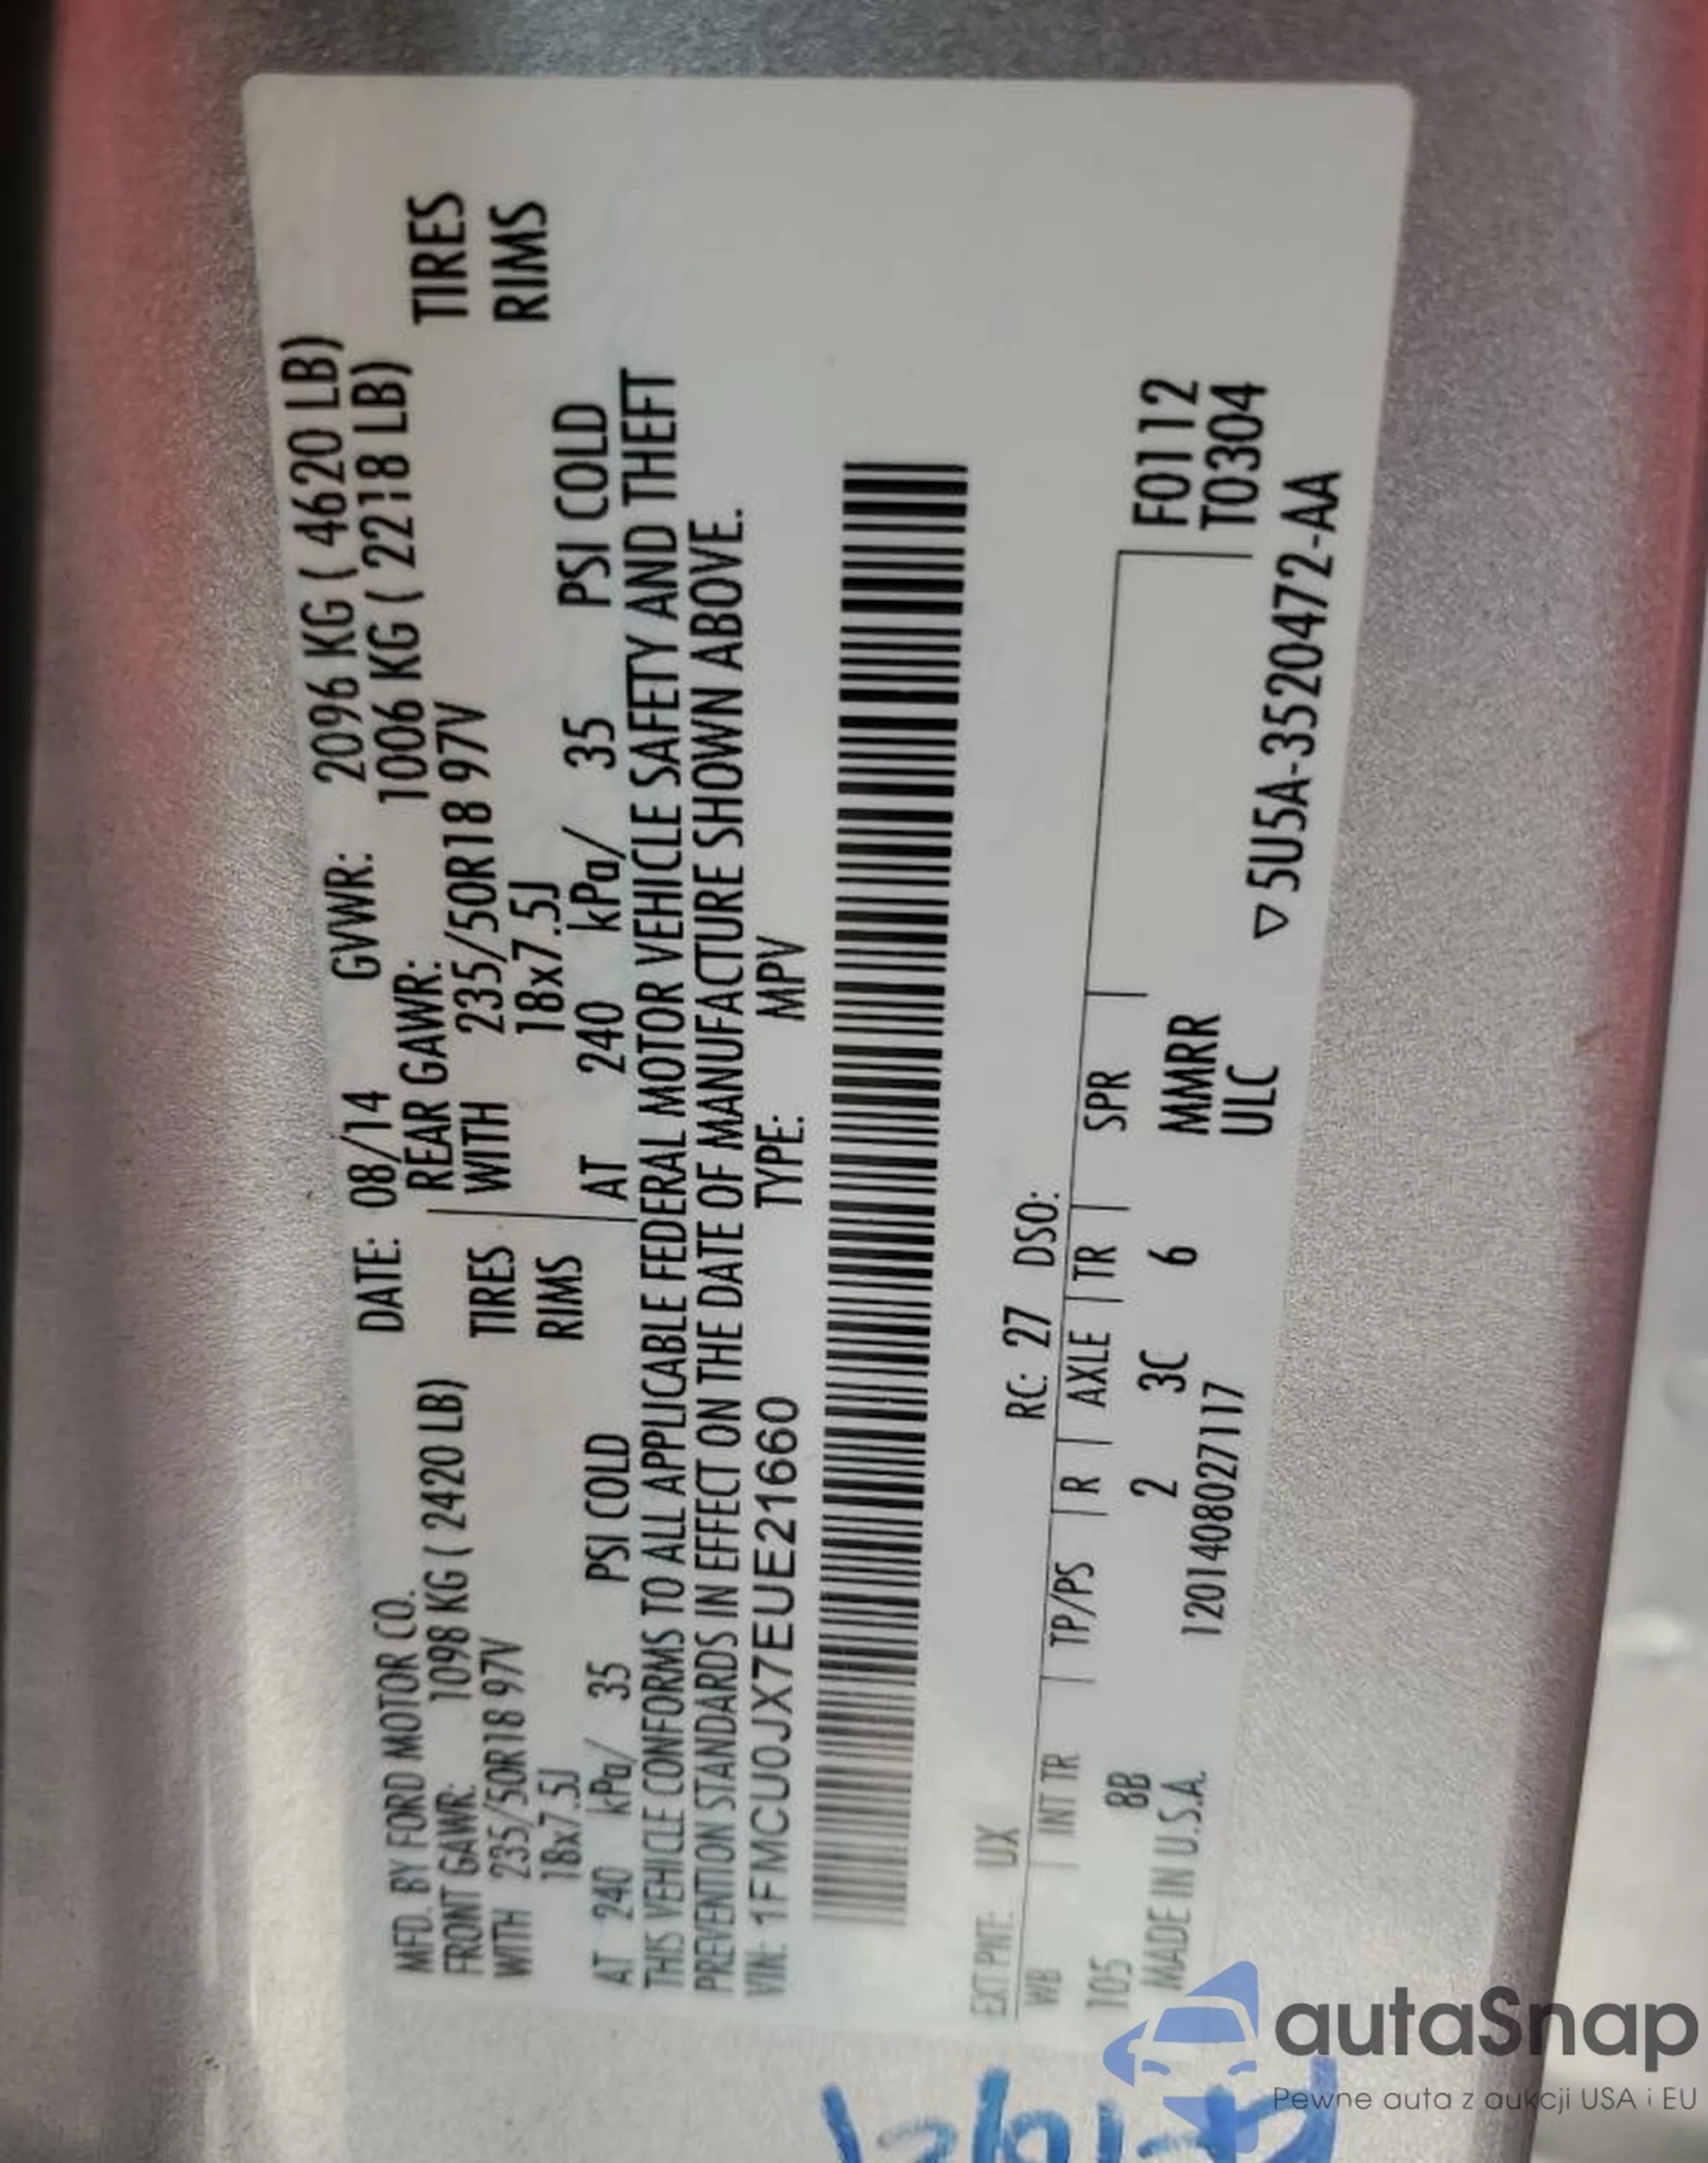 MFD. BY FORD MOTOR CO. DATE: 08/14 GVWR: 2096 KG ( 4620 LB)
FRONT GAWR: 1098 KG ( 2420 LB) REAR GAWR: 1006 KG ( 2218 LB)
WITH 235/50R18 97V TIRES WITH 235/50R18 97V TIRES
18x7.5J RIMS 18x7.5J RIMS
AT 240 kPa/ 35 PSI COLD AT 240 kPa/ 35 PSI COLD
THIS VEHICLE CONFORMS TO ALL APPLICABLE FEDERAL MOTOR VEHICLE SAFETY AND THEFT
PREVENTION STANDARDS IN EFFECT ON THE DATE OF MANUFACTURE SHOWN ABOVE.
VIN: 1FMCU0JX7EUE21660 TYPE: MPV
EXT PNT: UX RC: 27 DSO:
WB INT TR TP/PS R AXLE TR SPR
105 8B 2 3C 6 MMRR F0112
MADE IN U.S.A. 1201408027117 ULC T0304
▽ 5U5A-3520472-AA
autaSnap
Pewne auta z aukcji USA i EU